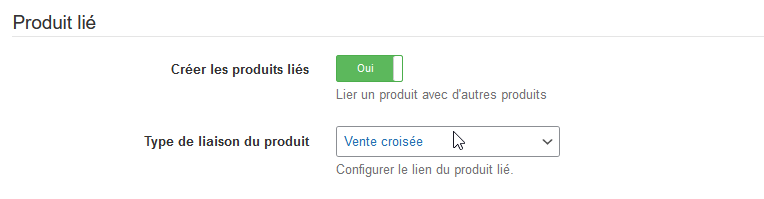 Produit lié
Créer les produits liés
Oui
Lier un produit avec d'autres produits
Type de liaison du produit
Vente croisée
Configurer le lien du produit lié.